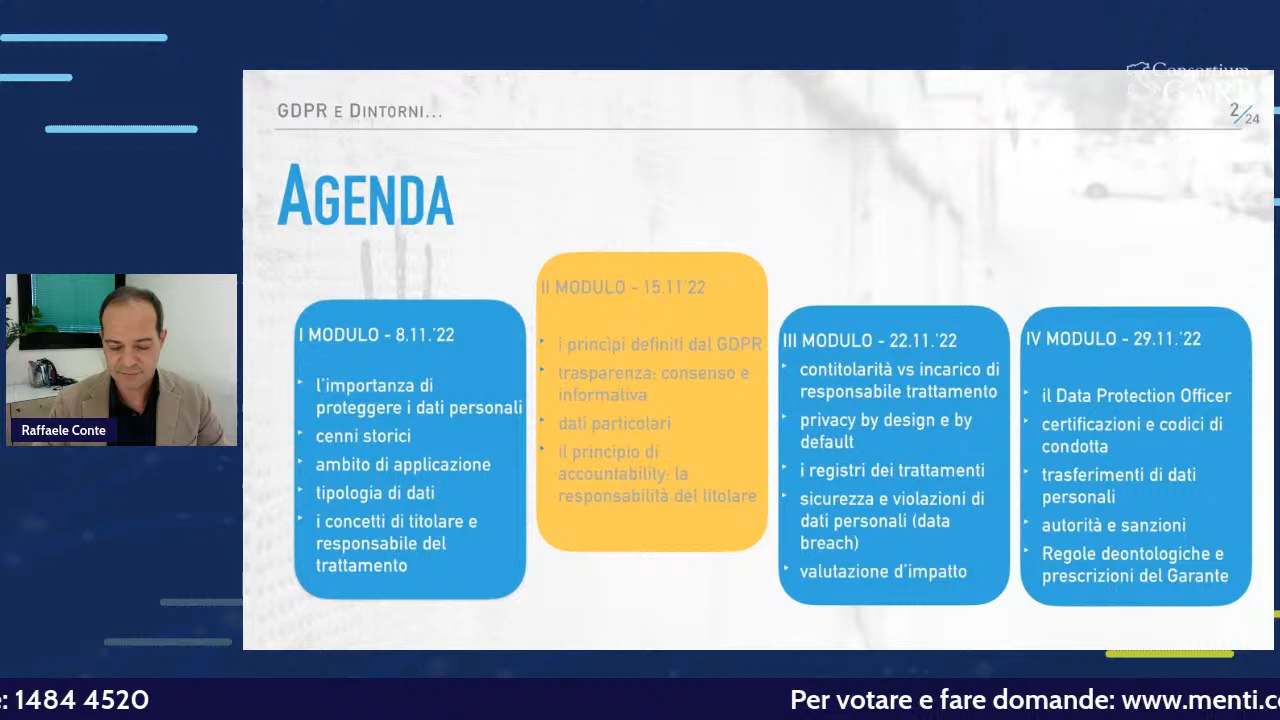 Consortium
GARR
GDPR E DINTORNI...
2/24
AGENDA
I MODULO - 8.11.'22
l'importanza di
proteggere i dati personali
cenni storici
ambito di applicazione
tipologia di dati
i concetti di titolare e
responsabile del
trattamento
II MODULO - 15.11'22
i princìpi definiti dal GDPR
trasparenza: consenso e
informativa
dati particolari
il principio di
accountability: la
responsabilità del titolare
III MODULO - 22.11.'22
contitolarità vs incarico di
responsabile trattamento
privacy by design e by
default
i registri dei trattamenti
sicurezza e violazioni di
dati personali (data
breach)
valutazione d'impatto
IV MODULO - 29.11.'22
il Data Protection Officer
certificazioni e codici di
condotta
trasferimenti di dati
personali
autorità e sanzioni
Regole deontologiche e
prescrizioni del Garante
Raffaele Conte
: 1484 4520
Per votare e fare domande: www.menti.c